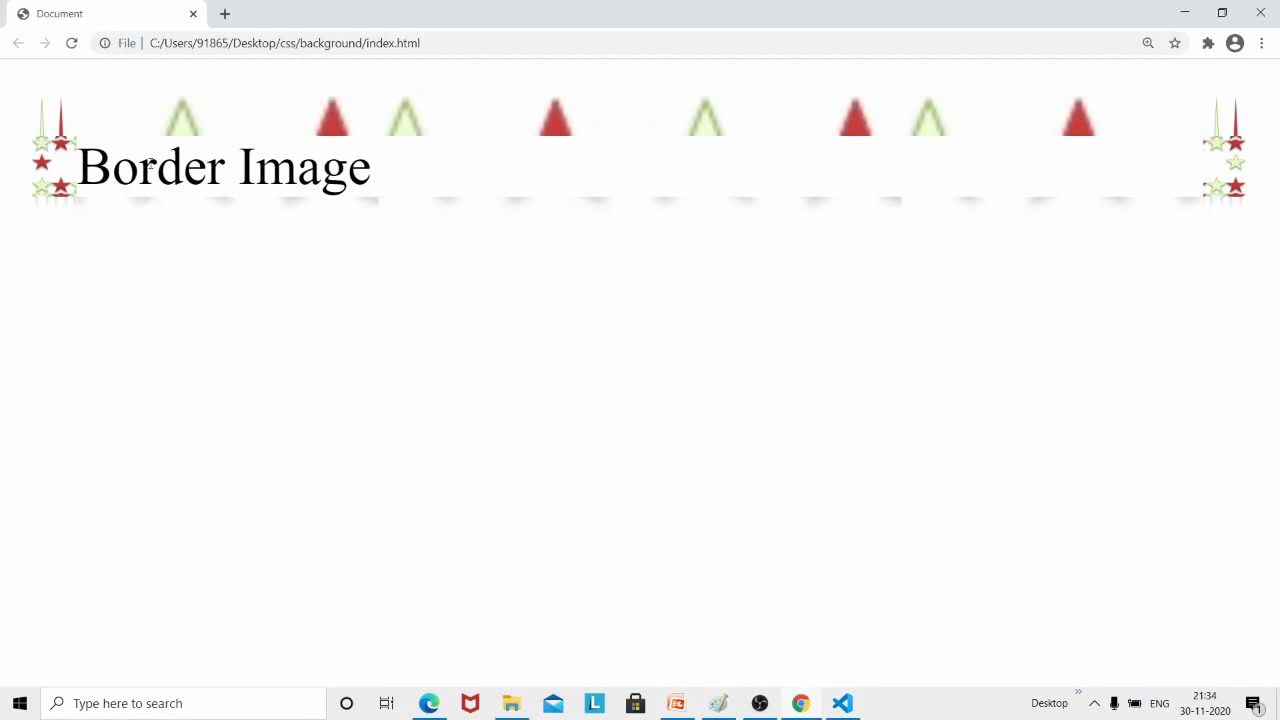 Document
File
C:/Users/91865/Desktop/css/background/index.html
Border Image
Type here to search
Desktop
ENG
21:34
30-11-2020